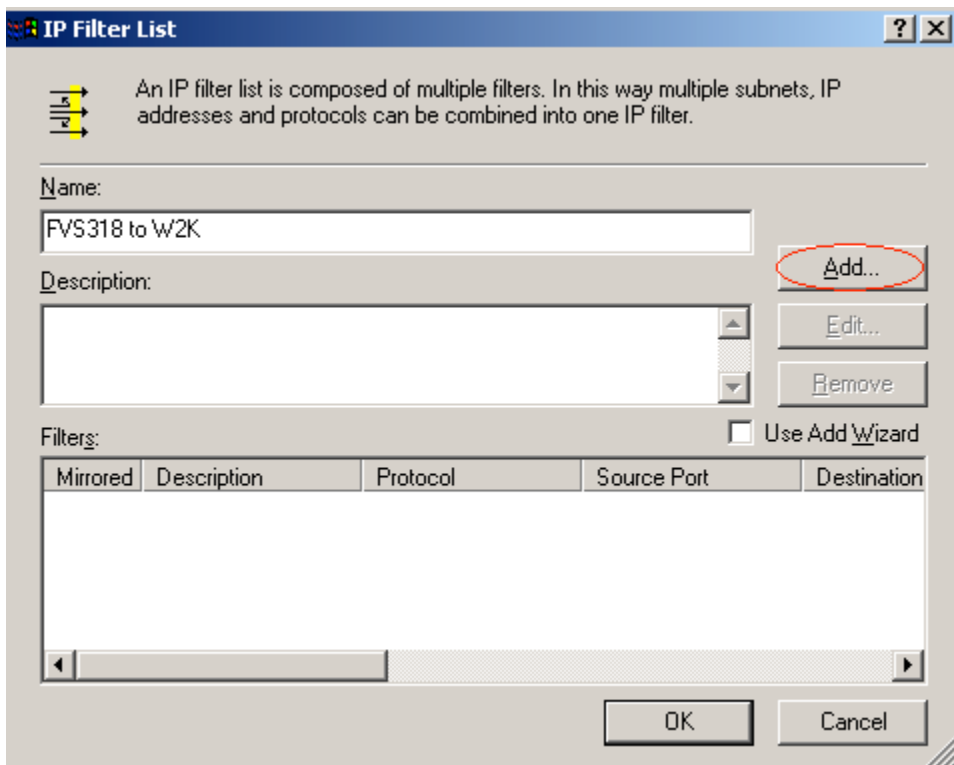 IP Filter List
An IP filter list is composed of multiple filters. In this way multiple subnets, IP
addresses and protocols can be combined into one IP filter.
Name:
FVS318 to W2K
Add...
Description:
Edit...
Remove
Filters:
Use Add Wizard
Mirrored Description Protocol Source Port Destination
OK Cancel